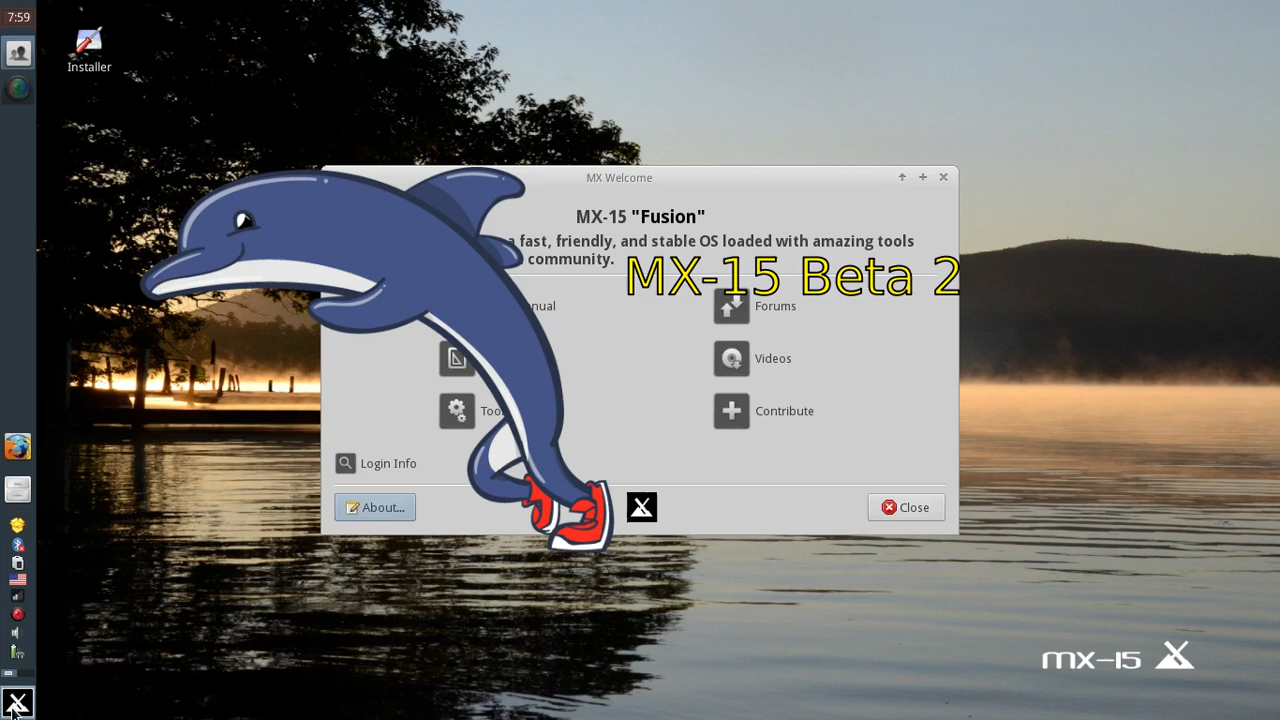 7:59
Installer
MX Welcome
MX-15 "Fusion"
a fast, friendly, and stable OS loaded with amazing tools
community.
MX-15 Beta 2
Forums
Videos
Contribute
Login Info
About...
Close
mx-15